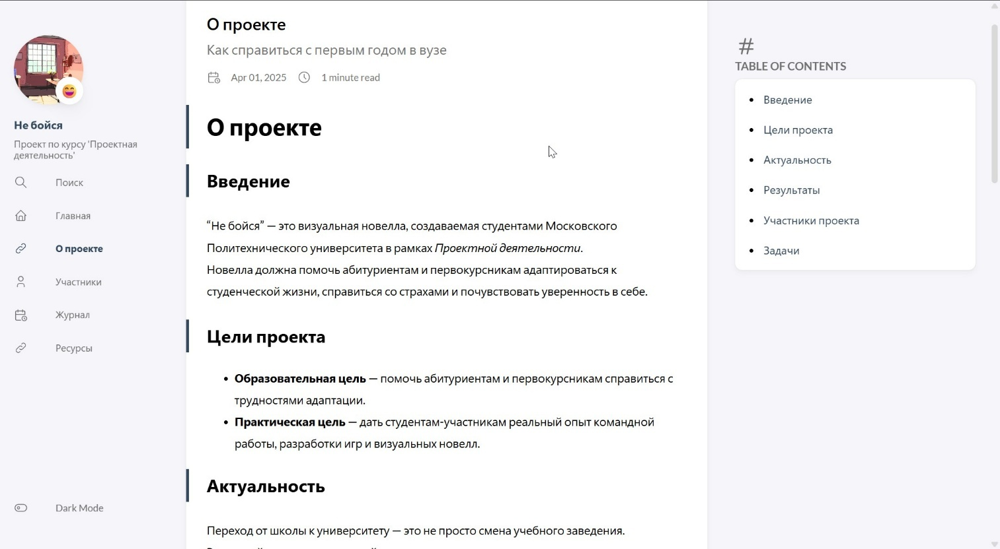 Не бойся
Проект по курсу 'Проектная
деятельность'
Поиск
Главная
О проекте
Участники
Журнал
Ресурсы
Dark Mode
О проекте
Как справиться с первым годом в вузе
Apr 01, 2025 1 minute read
О проекте
Введение
“Не бойся” — это визуальная новелла, создаваемая студентами Московского
Политехнического университета в рамках Проектной деятельности.
Новелла должна помочь абитуриентам и первокурсникам адаптироваться к
студенческой жизни, справиться со страхами и почувствовать уверенность в себе.
Цели проекта
• Образовательная цель — помочь абитуриентам и первокурсникам справиться с
трудностями адаптации.
• Практическая цель — дать студентам-участникам реальный опыт командной
работы, разработки игр и визуальных новелл.
Актуальность
Переход от школы к университету — это не просто смена учебного заведения.
#
TABLE OF CONTENTS
• Введение
• Цели проекта
• Актуальность
• Результаты
• Участники проекта
• Задачи